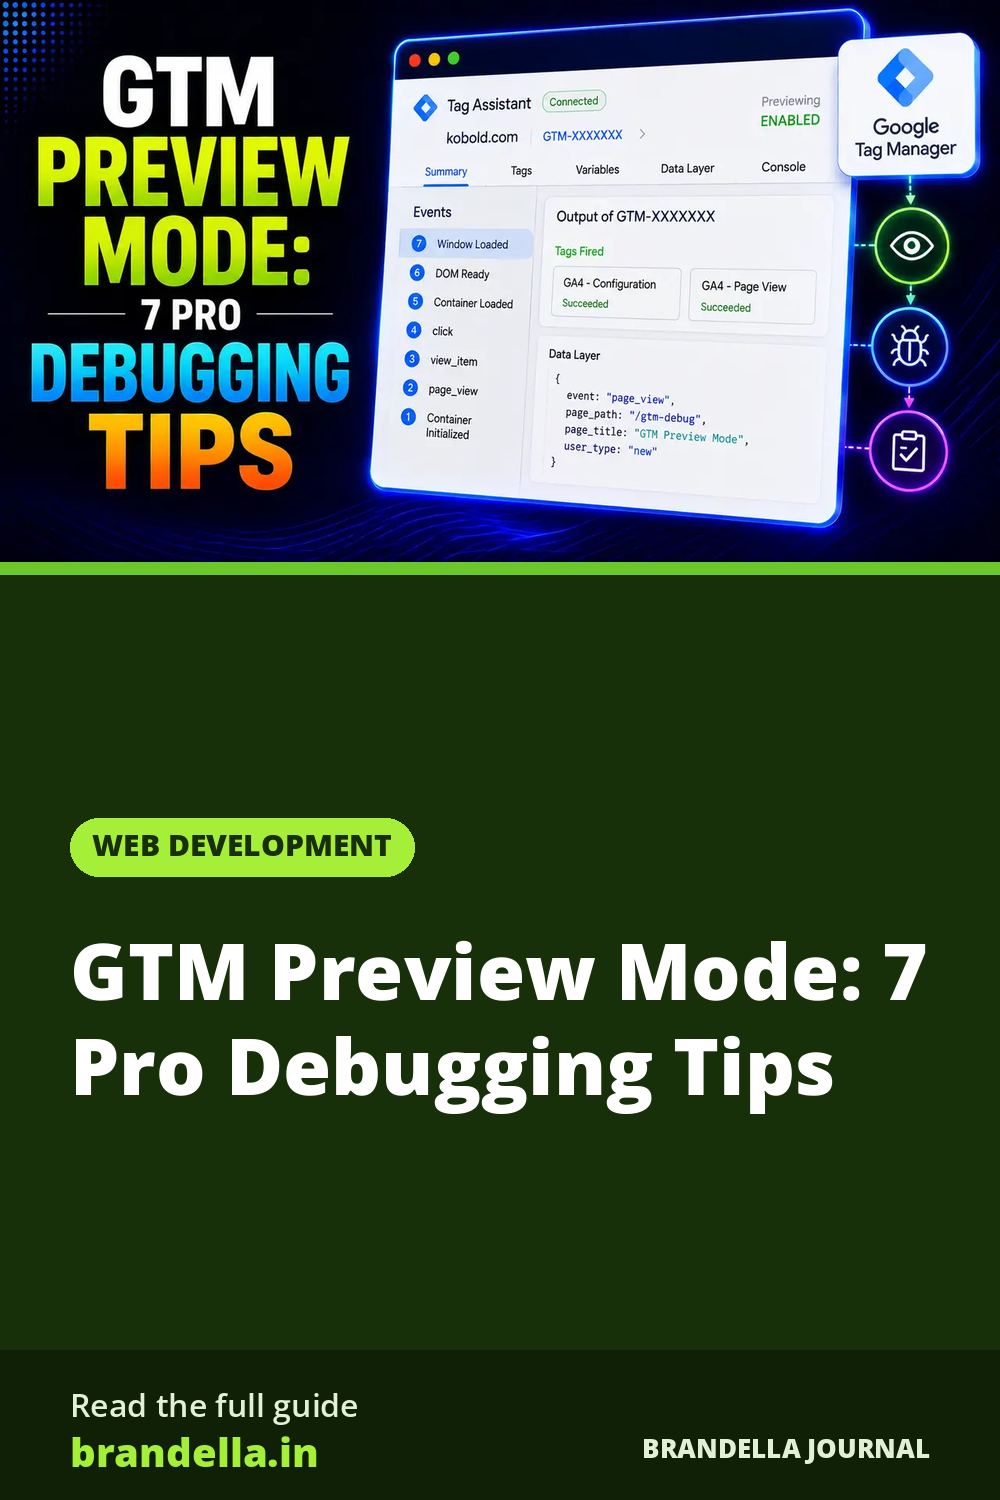 GTM
PREVIEW
MODE:
7 PRO
DEBUGGING
TIPS
Tag Assistant Connected
kobold.com GTM-XXXXXXX
Previewing
ENABLED
Summary Tags Variables Data Layer Console
Events
7 Window Loaded
6 DOM Ready
5 Container Loaded
4 click
3 view_item
2 page_view
1 Container
Initialized
Output of GTM-XXXXXXX
Tags Fired
GA4 - Configuration
Succeeded
GA4 - Page View
Succeeded
Data Layer
{
event: "page_view",
page_path: "/gtm-debug",
page_title: "GTM Preview Mode",
user_type: "new"
}
Google
Tag Manager
WEB DEVELOPMENT
GTM Preview Mode: 7
Pro Debugging Tips
Read the full guide
brandella.in
BRANDELLA JOURNAL